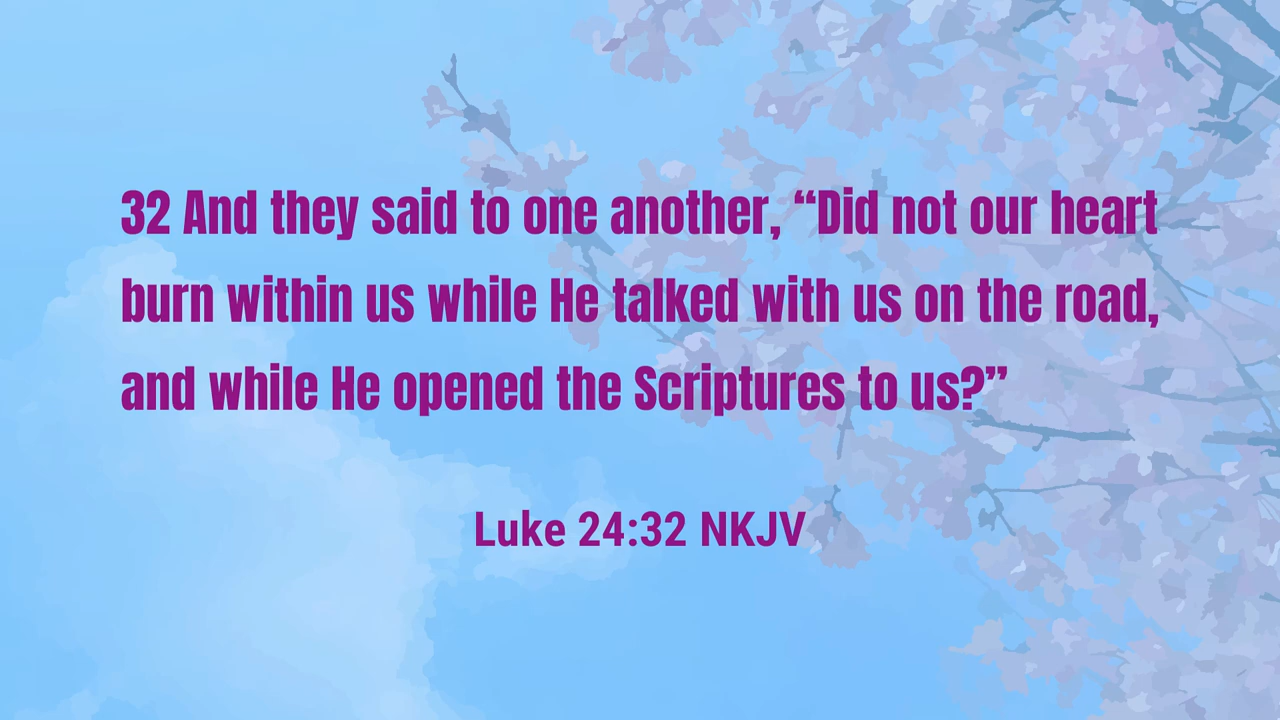 32 And they said to one another, “Did not our heart
burn within us while He talked with us on the road,
and while He opened the Scriptures to us?”
Luke 24:32 NKJV